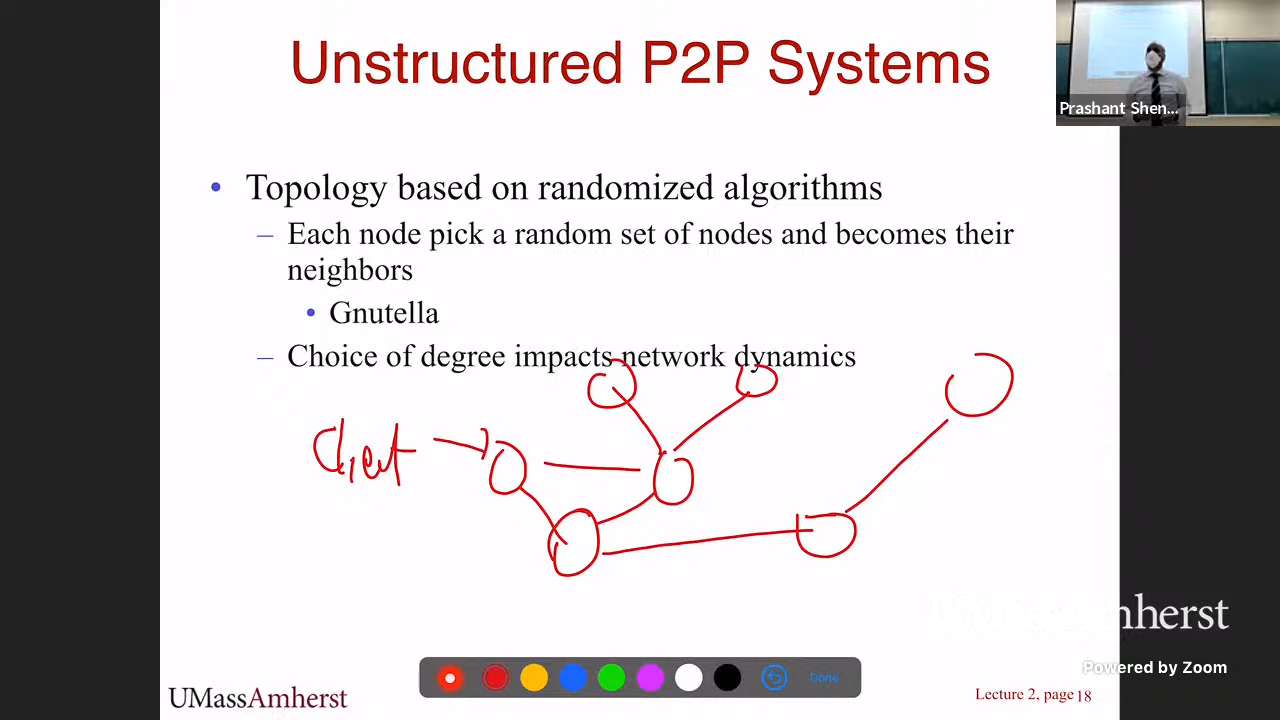 Unstructured P2P Systems
Prashant Shen...
• Topology based on randomized algorithms
– Each node pick a random set of nodes and becomes their
neighbors
• Gnutella
– Choice of degree impacts network dynamics
Client
UMassAmherst
Powered by Zoom
Done
UMassAmherst
Lecture 2, page 18